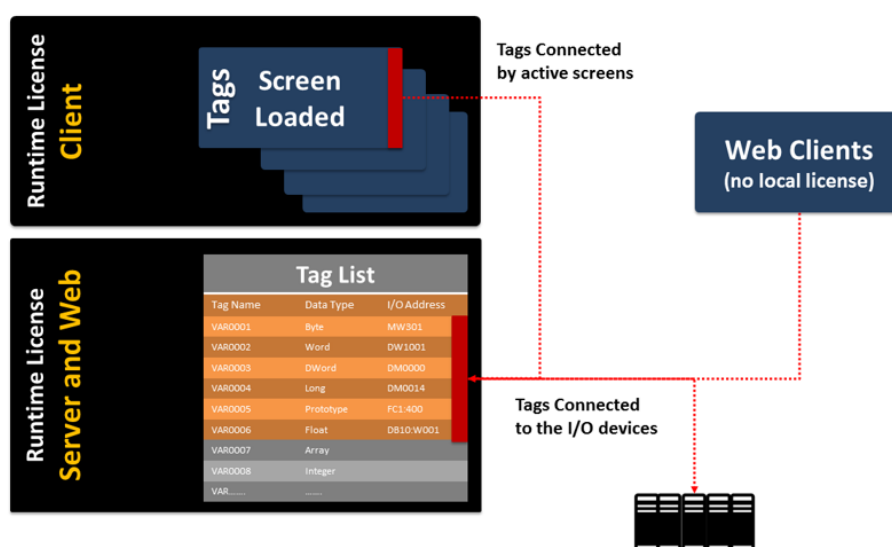 Runtime License
Client
Tags
Screen
Loaded
Tags Connected
by active screens
Web Clients
(no local license)
Runtime License
Server and Web
Tag List
Tag Name Data Type I/O Address
VAR0001 Byte MW301
VAR0002 Word DW1001
VAR0003 DWord DM0000
VAR0004 Long DM0014
VAR0005 Prototype FC1:400
VAR0006 Float DB10:W001
VAR0007 Array
VAR0008 Integer
VAR....... .......
Tags Connected
to the I/O devices